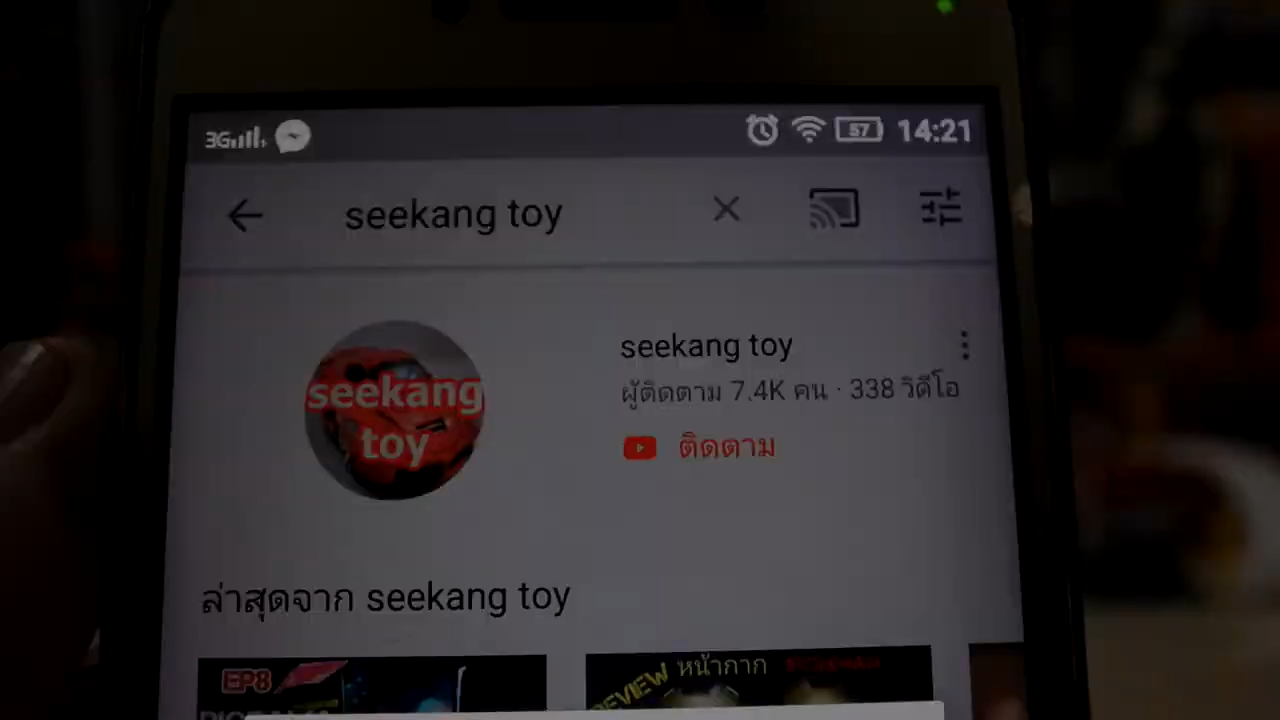 3G
57
14:21
seekang toy
seekang
toy
seekang toy
ผู้ติดตาม 7.4K คน · 338 วิดีโอ
ติดตาม
ล่าสุดจาก seekang toy
EP8
REVIEW หน้ากาก